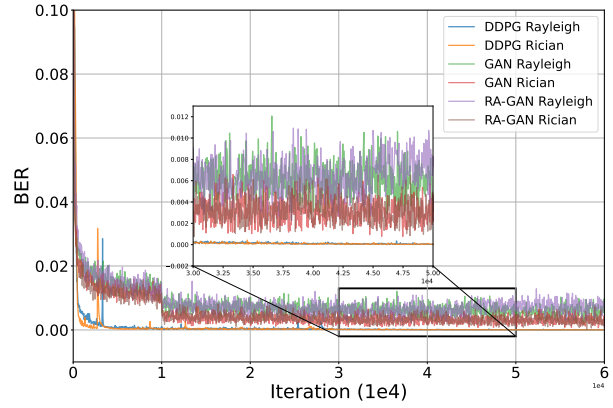 0.10
0.08
0.06
0.04
0.02
0.00
BER
DDPG Rayleigh
DDPG Rician
GAN Rayleigh
GAN Rician
RA-GAN Rayleigh
RA-GAN Rician
0.012
0.010
0.008
0.006
0.004
0.002
0.000
−0.002
3.00 3.25 3.50 3.75 4.00 4.25 4.50 4.75 5.00
1e4
0 1 2 3 4 5 6
1e4
Iteration (1e4)